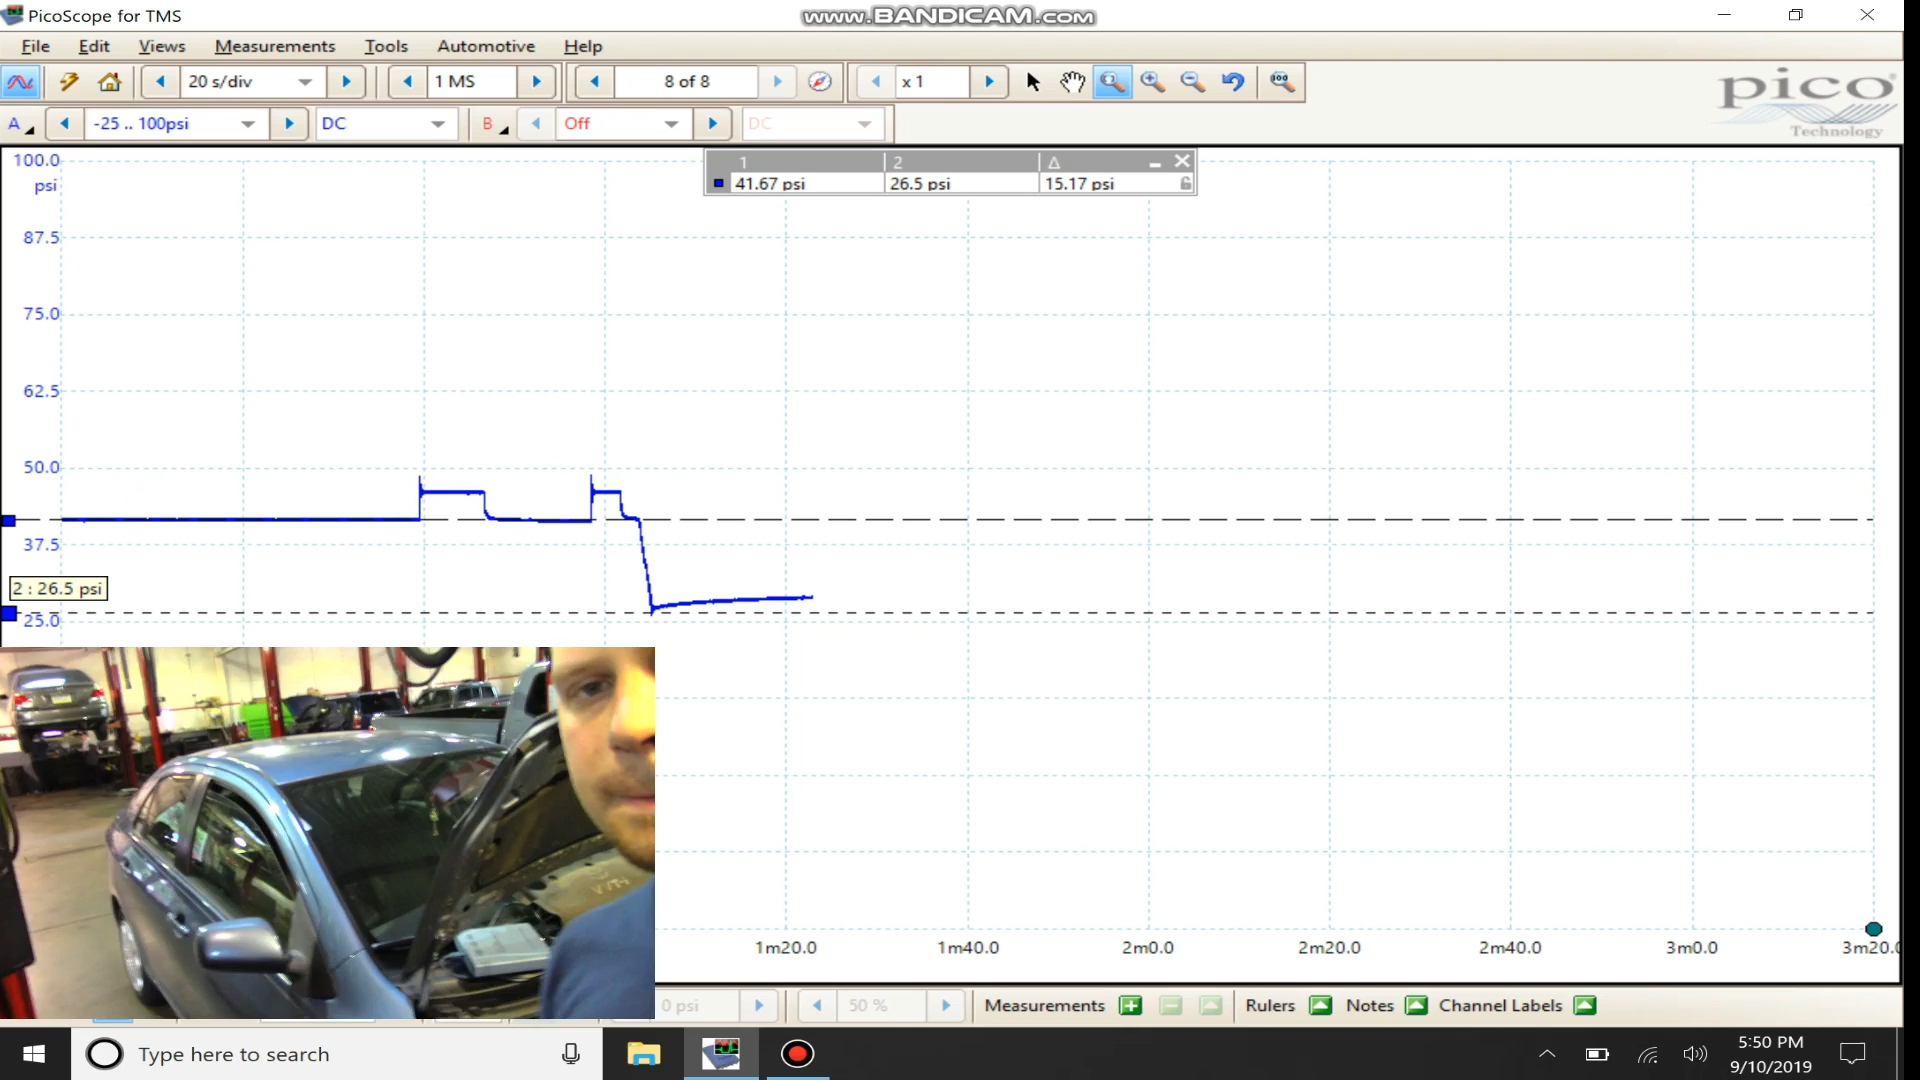 PicoScope for TMS
www.BANDICAM.com
File Edit Views Measurements Tools Automotive Help
20 s/div 1 MS 8 of 8 x 1
pico
Technology
A -25 .. 100psi DC B Off DC
100.0
psi
1 2 Δ
41.67 psi 26.5 psi 15.17 psi
87.5
75.0
62.5
50.0
37.5
2 : 26.5 psi
25.0
VVT-i
1m20.0 1m40.0 2m0.0 2m20.0 2m40.0 3m0.0 3m20.0
0 psi 50 % Measurements Rulers Notes Channel Labels
Type here to search
5:50 PM
9/10/2019